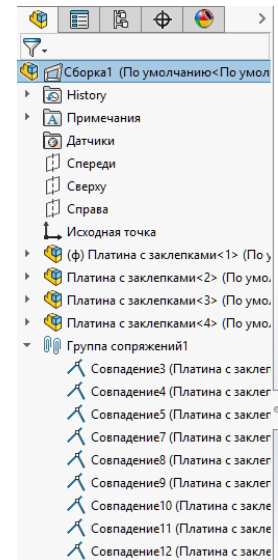 Сборка1 (По умолчанию<По умол
History
Примечания
Датчики
Спереди
Сверху
Справа
Исходная точка
(ф) Платина с заклепками<1> (По у
Платина с заклепками<2> (По умо.
Платина с заклепками<3> (По умо.
Платина с заклепками<4> (По умо.
Группа сопряжений1
Совпадение3 (Платина с заклеп
Совпадение4 (Платина с заклеп
Совпадение5 (Платина с заклеп
Совпадение7 (Платина с заклеп
Совпадение8 (Платина с заклеп
Совпадение9 (Платина с заклеп
Совпадение10 (Платина с закле
Совпадение11 (Платина с закле
Совпадение12 (Платина с закле